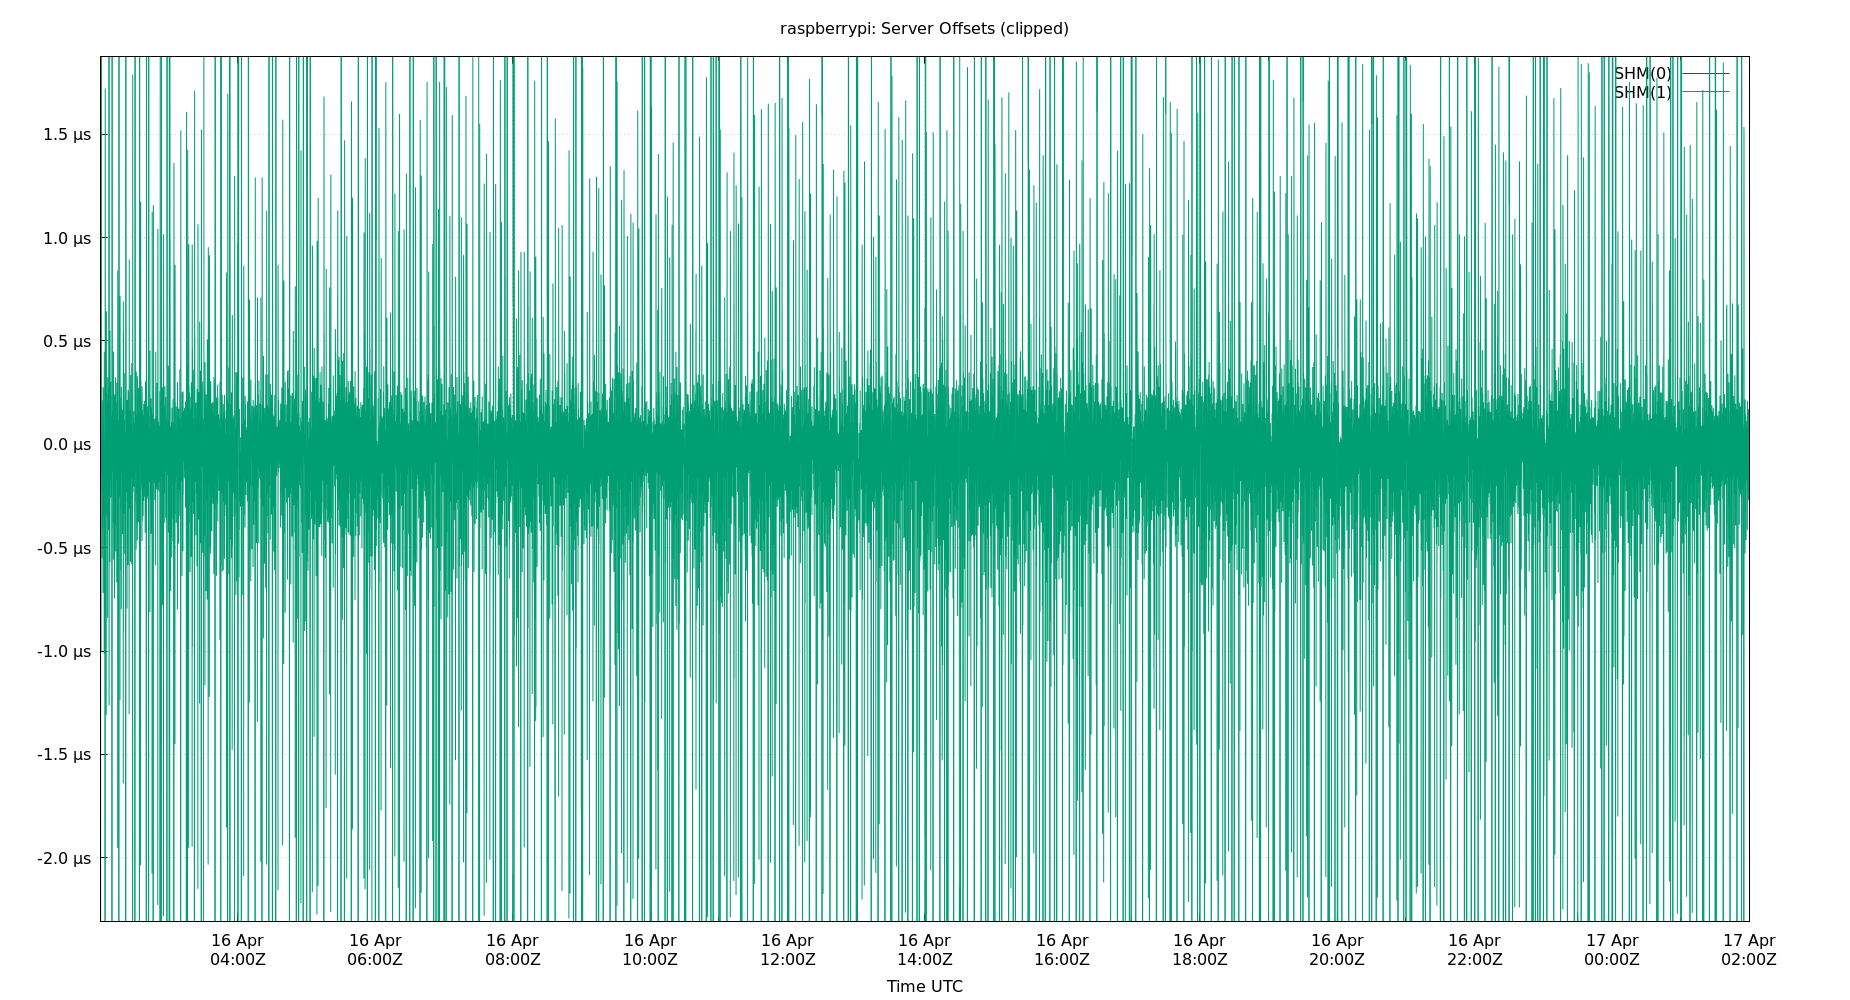 raspberrypi: Server Offsets (clipped)
SHM(0)
SHM(1)
1.5 µs
1.0 µs
0.5 µs
0.0 µs
-0.5 µs
-1.0 µs
-1.5 µs
-2.0 µs
16 Apr 16 Apr 16 Apr 16 Apr 16 Apr 16 Apr 16 Apr 16 Apr 16 Apr 16 Apr 17 Apr 17 Apr
04:00Z 06:00Z 08:00Z 10:00Z 12:00Z 14:00Z 16:00Z 18:00Z 20:00Z 22:00Z 00:00Z 02:00Z
Time UTC